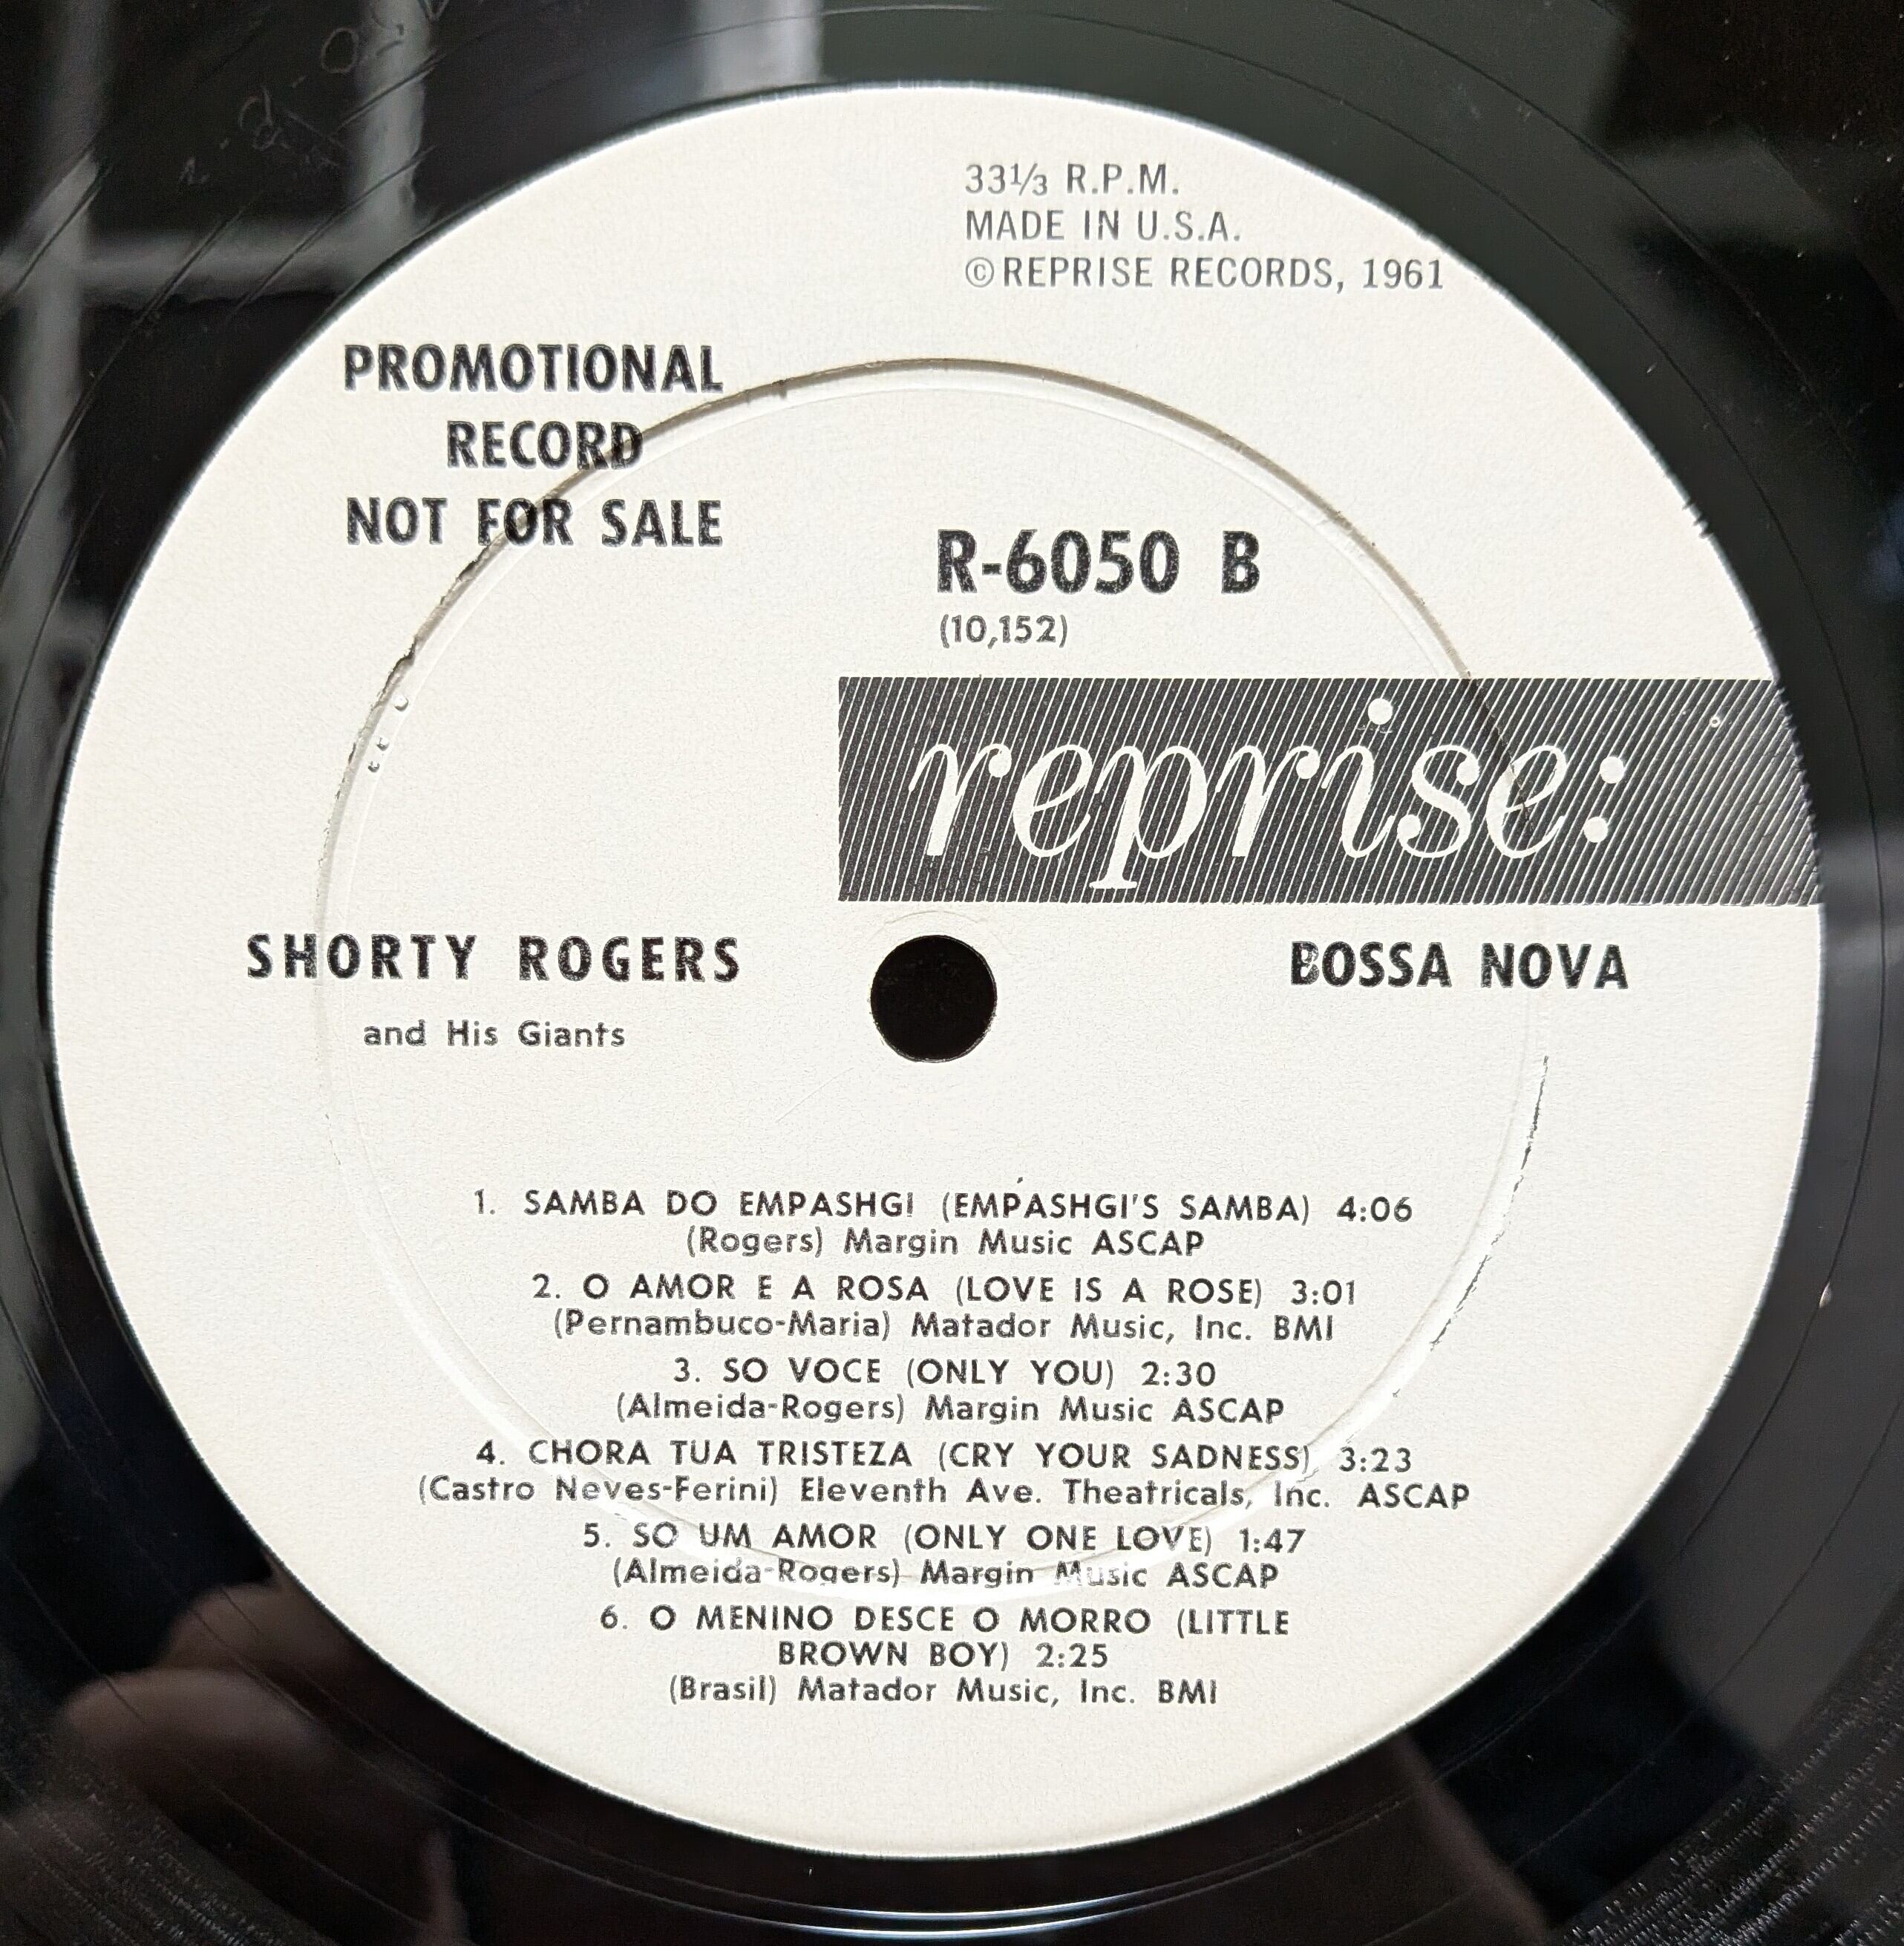 33⅓ R.P.M.
MADE IN U.S.A.
©REPRISE RECORDS, 1961
PROMOTIONAL
RECORD
NOT FOR SALE
R-6050 B
(10,152)
reprise:
SHORTY ROGERS
and His Giants
BOSSA NOVA
1. SAMBA DO EMPASHGI (EMPASHGI'S SAMBA) 4:06
(Rogers) Margin Music ASCAP
2. O AMOR E A ROSA (LOVE IS A ROSE) 3:01
(Pernambuco-Maria) Matador Music, Inc. BMI
3. SO VOCE (ONLY YOU) 2:30
(Almeida-Rogers) Margin Music ASCAP
4. CHORA TUA TRISTEZA (CRY YOUR SADNESS) 3:23
(Castro Neves-Ferini) Eleventh Ave. Theatricals, Inc. ASCAP
5. SO UM AMOR (ONLY ONE LOVE) 1:47
(Almeida-Rogers) Margin Music ASCAP
6. O MENINO DESCE O MORRO (LITTLE
BROWN BOY) 2:25
(Brasil) Matador Music, Inc. BMI